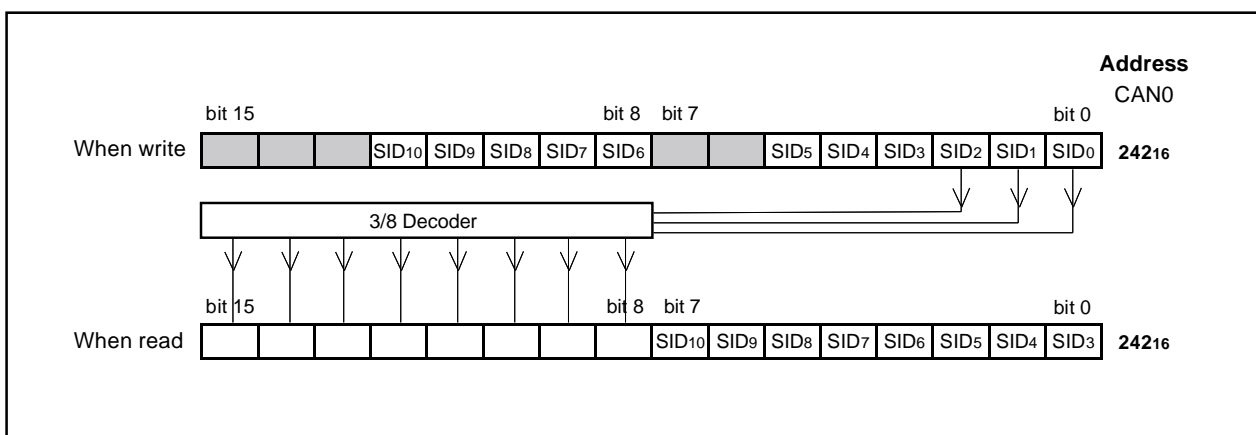 Address
CAN0
bit 15 bit 8 bit 7 bit 0
When write SID10 SID9 SID8 SID7 SID6 SID5 SID4 SID3 SID2 SID1 SID0 24216
3/8 Decoder
bit 15 bit 8 bit 7 bit 0
When read SID10 SID9 SID8 SID7 SID6 SID5 SID4 SID3 24216